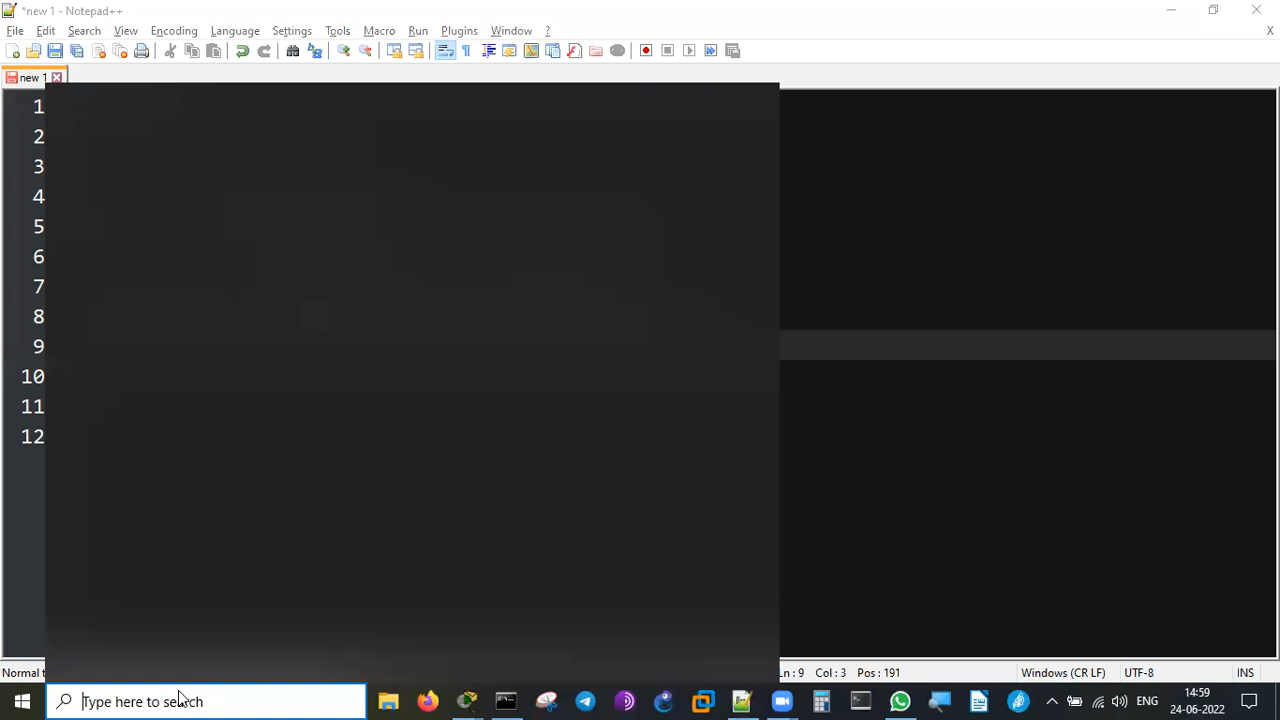 *new 1 - Notepad++
File Edit Search View Encoding Language Settings Tools Macro Run Plugins Window ? X
new 1
1
2
3
4
5
6
7
8
9
10
11
12
Normal t Ln : 9 Col : 3 Pos : 191 Windows (CR LF) UTF-8 INS
Type here to search
ENG
14:59
24-06-2022